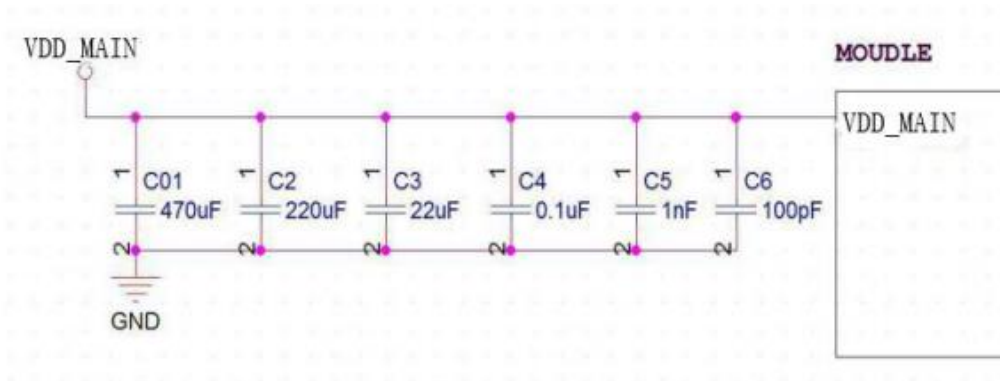 VDD_MAIN
MOUDLE
VDD_MAIN
1 1 1 1 1 1
C01 C2 C3 C4 C5 C6
470uF 220uF 22uF 0.1uF 1nF 100pF
2 2 2 2 2 2
GND